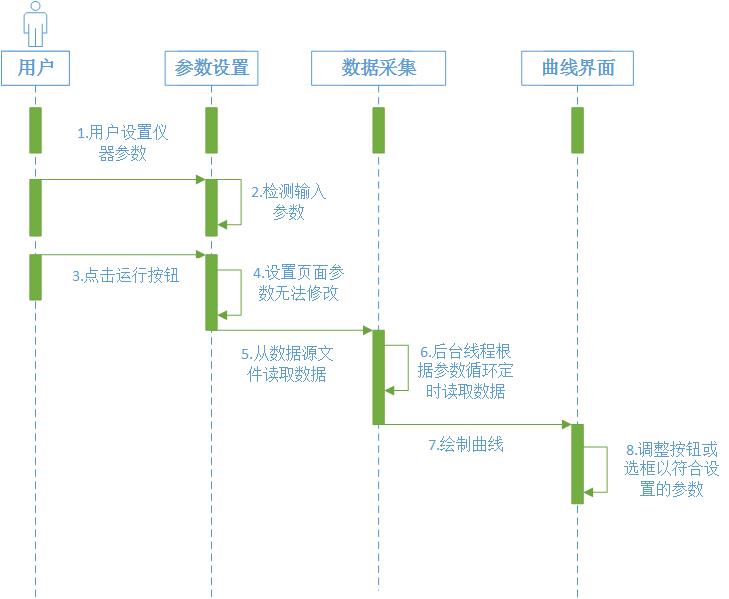 用户
参数设置
数据采集
曲线界面
1.用户设置仪
器参数
2.检测输入
参数
3.点击运行按钮
4.设置页面参
数无法修改
5.从数据源文
件读取数据
6.后台线程根
据参数循环定
时读取数据
7.绘制曲线
8.调整按钮或
选框以符合设
置的参数